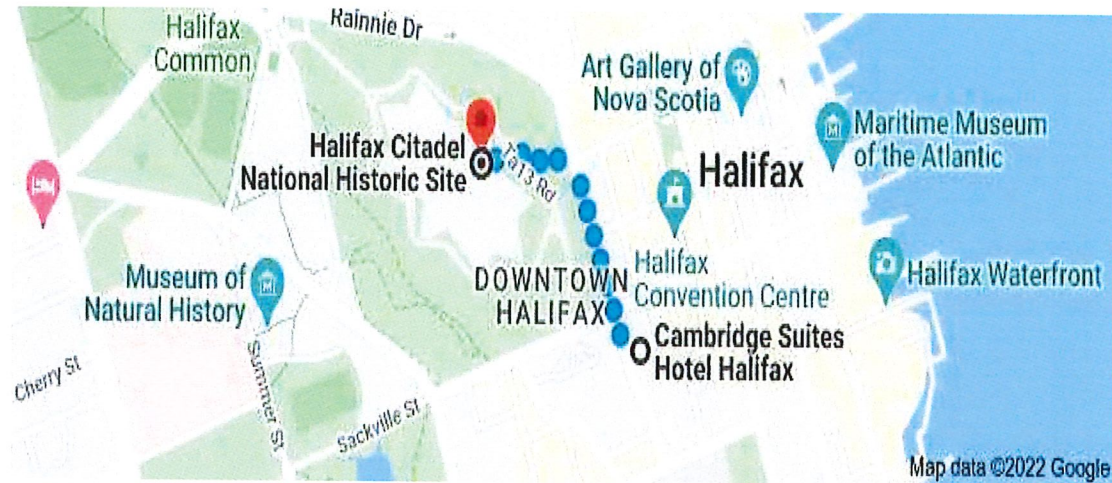 Rainnie Dr
Halifax
Common
Art Gallery of
Nova Scotia
Maritime Museum
of the Atlantic
Halifax Citadel
National Historic Site
Ta13 Rd
Halifax
Museum of
Natural History
DOWNTOWN
HALIFAX
Halifax
Convention Centre
Halifax Waterfront
Cambridge Suites
Hotel Halifax
Cherry St
Summer St
Sackville St
Map data ©2022 Google